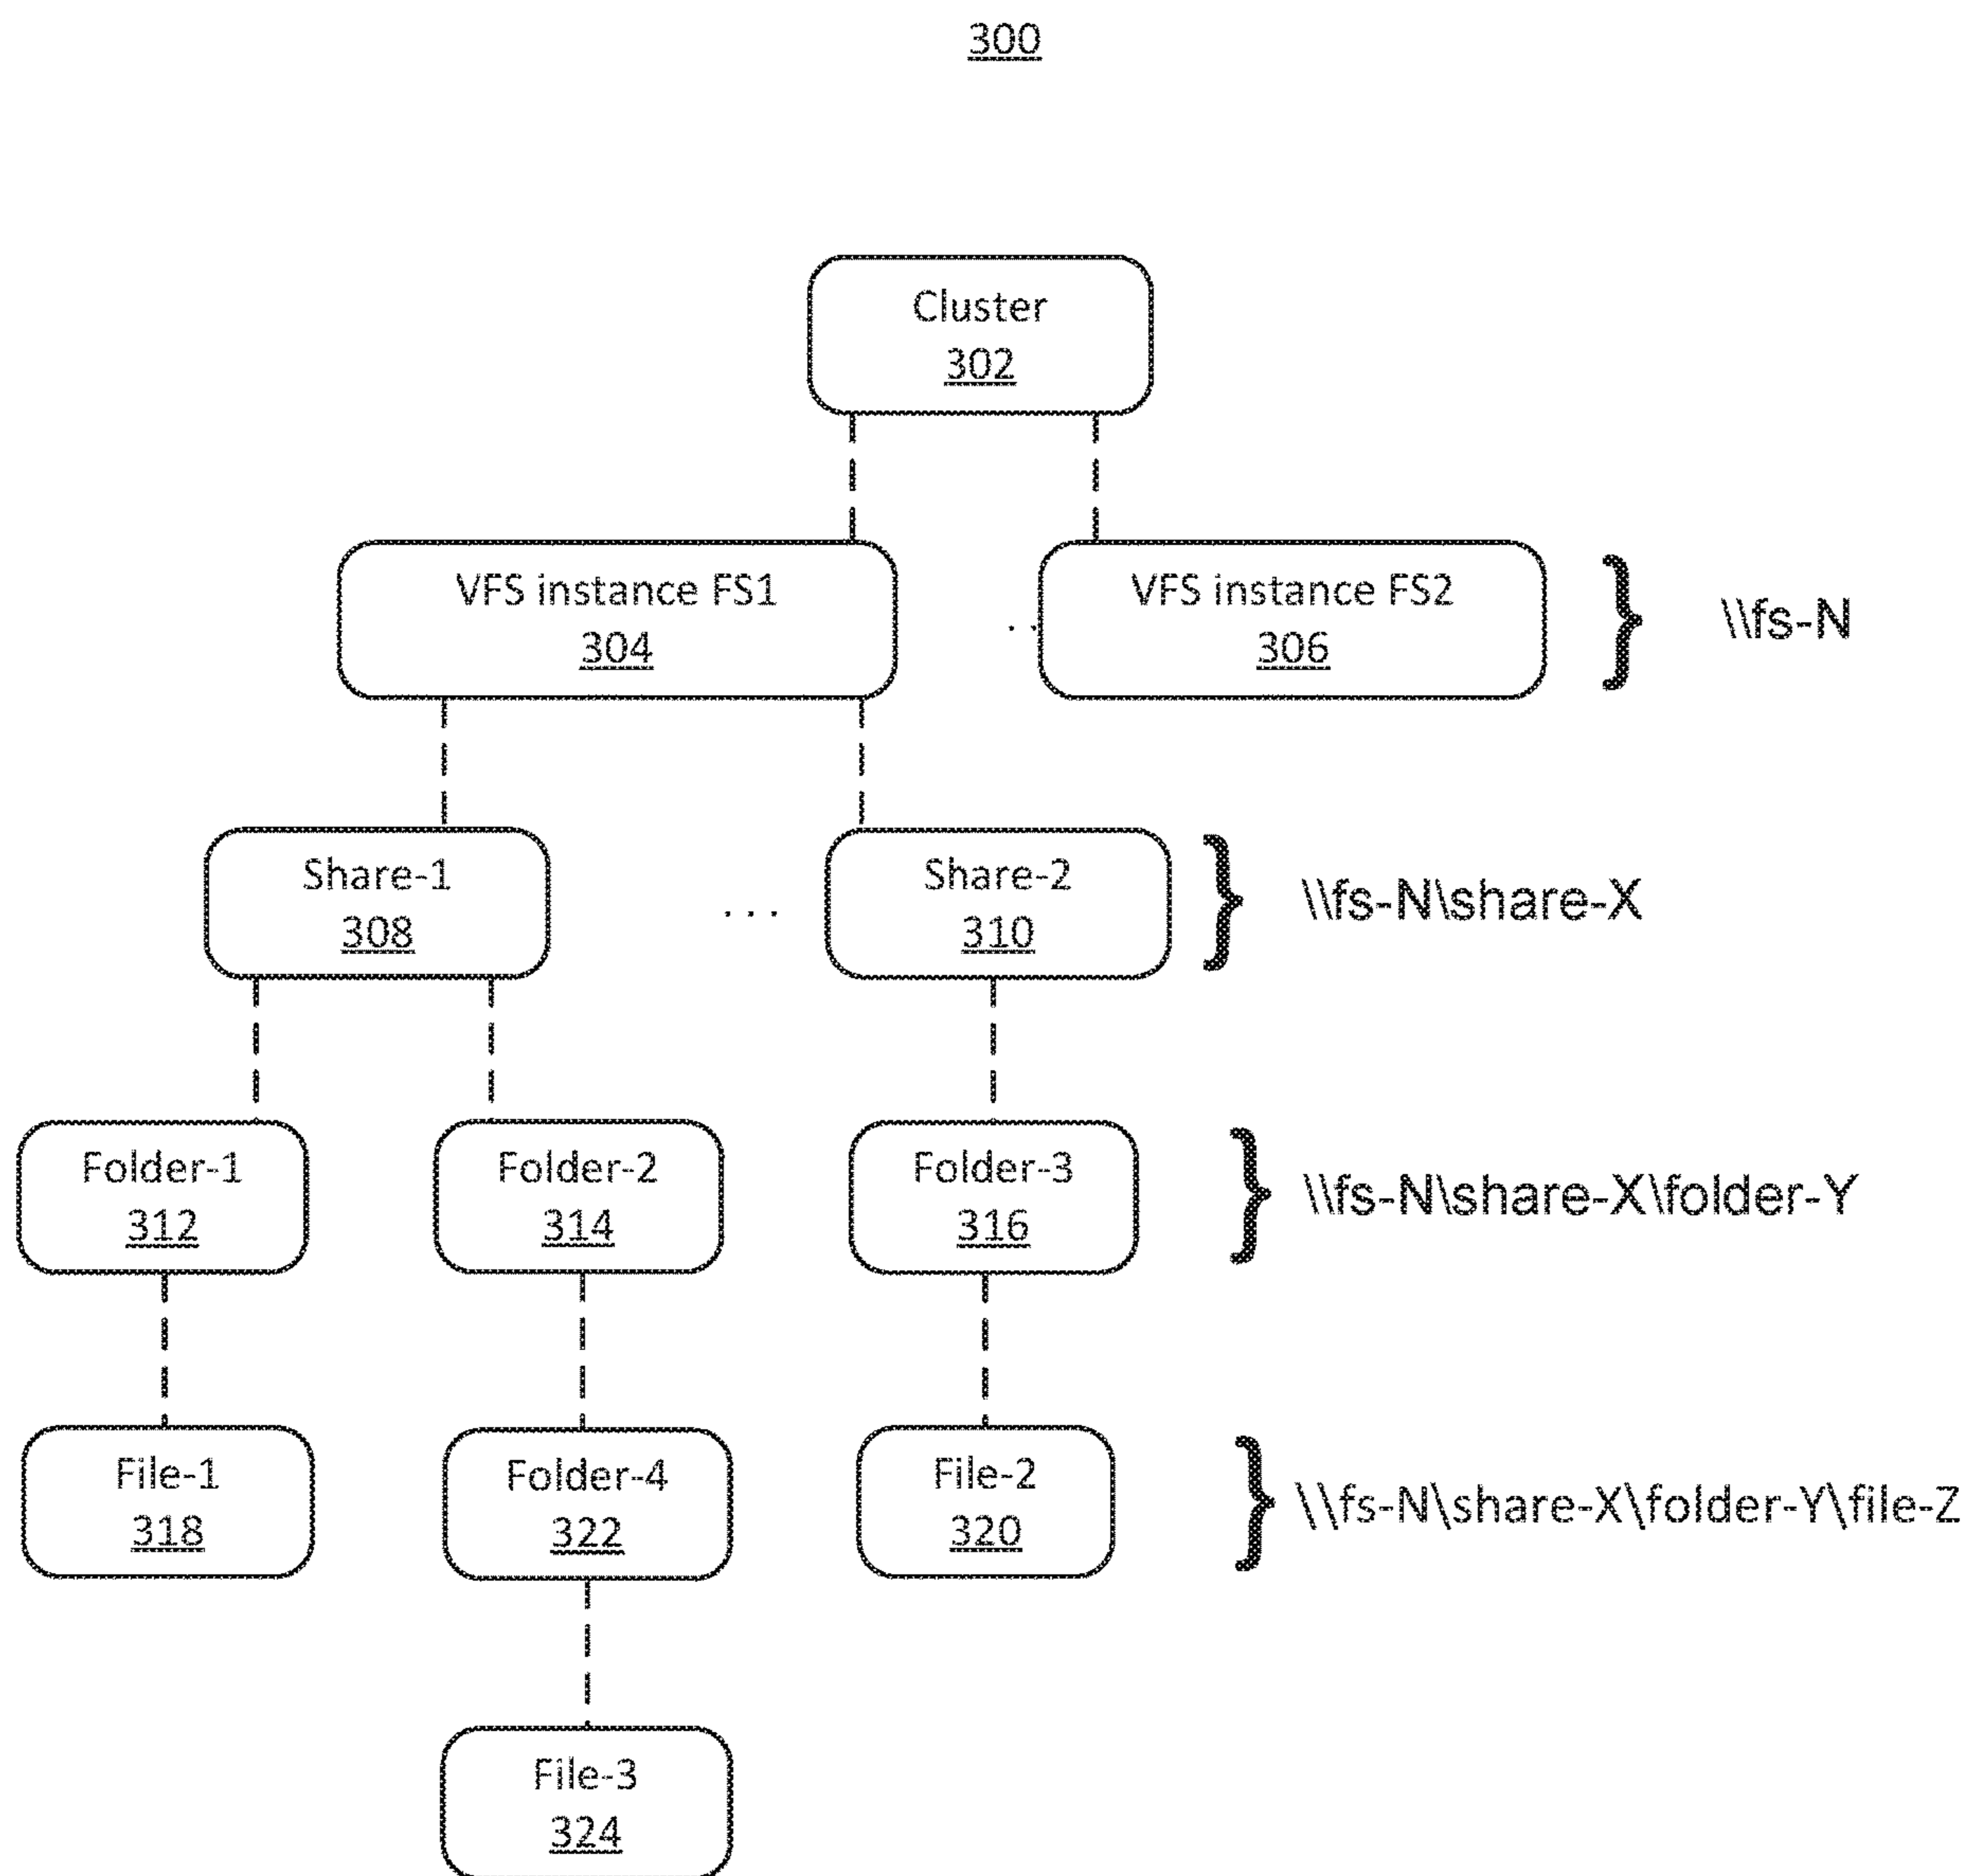 300
Cluster
302
VFS instance FS1
304
..
VFS instance FS2
306
} \\fs-N
Share-1
308
...
Share-2
310
} \\fs-N\share-X
Folder-1
312
Folder-2
314
Folder-3
316
} \\fs-N\share-X\folder-Y
File-1
318
Folder-4
322
File-2
320
} \\fs-N\share-X\folder-Y\file-Z
File-3
324